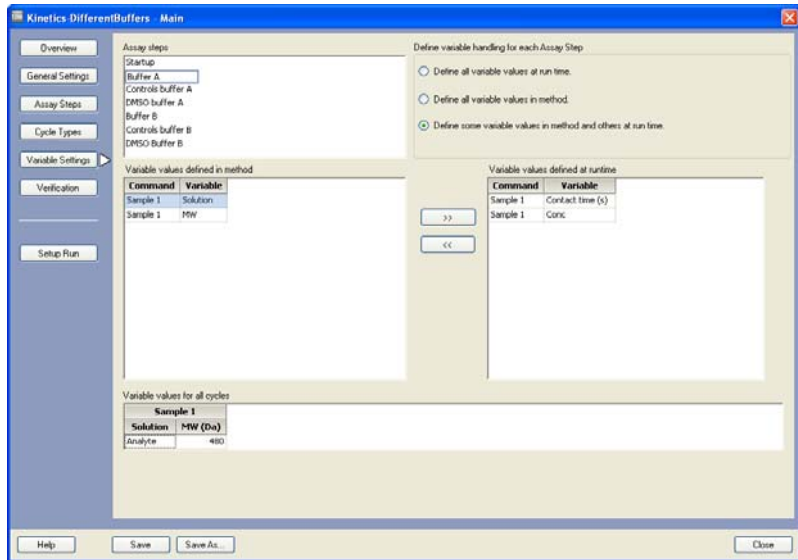 Kinetics-DifferentBuffers - Main
Overview
General Settings
Assay Steps
Cycle Types
Variable Settings
Verification
Setup Run
Assay steps
Startup
Buffer A
Controls buffer A
DMSO buffer A
Buffer B
Controls buffer B
DMSO Buffer B
Define variable handling for each Assay Step
Define all variable values at run time.
Define all variable values in method.
Define some variable values in method and others at run time.
Variable values defined in method
Command Variable
Sample 1 Solution
Sample 1 MW
>>
<<
Variable values defined at runtime
Command Variable
Sample 1 Contact time (s)
Sample 1 Conc
Variable values for all cycles
Sample 1
Solution MW (Da)
Analyte 480
Help Save Save As... Close